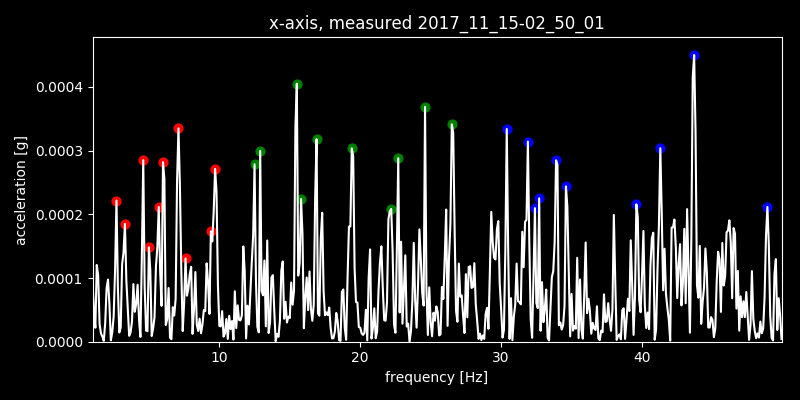 x-axis, measured 2017_11_15-02_50_01
acceleration [g]
0.0004
0.0003
0.0002
0.0001
0.0000
10 20 30 40
frequency [Hz]